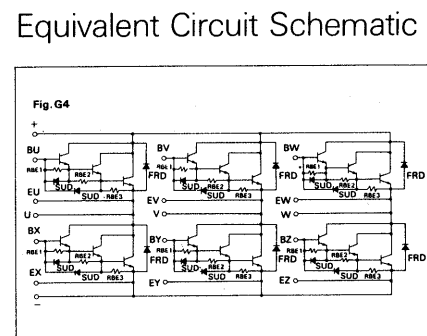 Equivalent Circuit Schematic
Fig.G4
+
BU BV BW
RBE1 RBE1 RBE1
RBE2 RBE2 RBE2
FRD FRD FRD
SUD SUD SUD
EU SUD RBE3 EV SUD RBE3 EW SUD RBE3
U V W
BX BY BZ
RBE1 RBE1 RBE1
RBE2 RBE2 RBE2
FRD FRD FRD
SUD SUD SUD
EX SUD RBE3 SUD RBE3 SUD RBE3
EY EZ
−